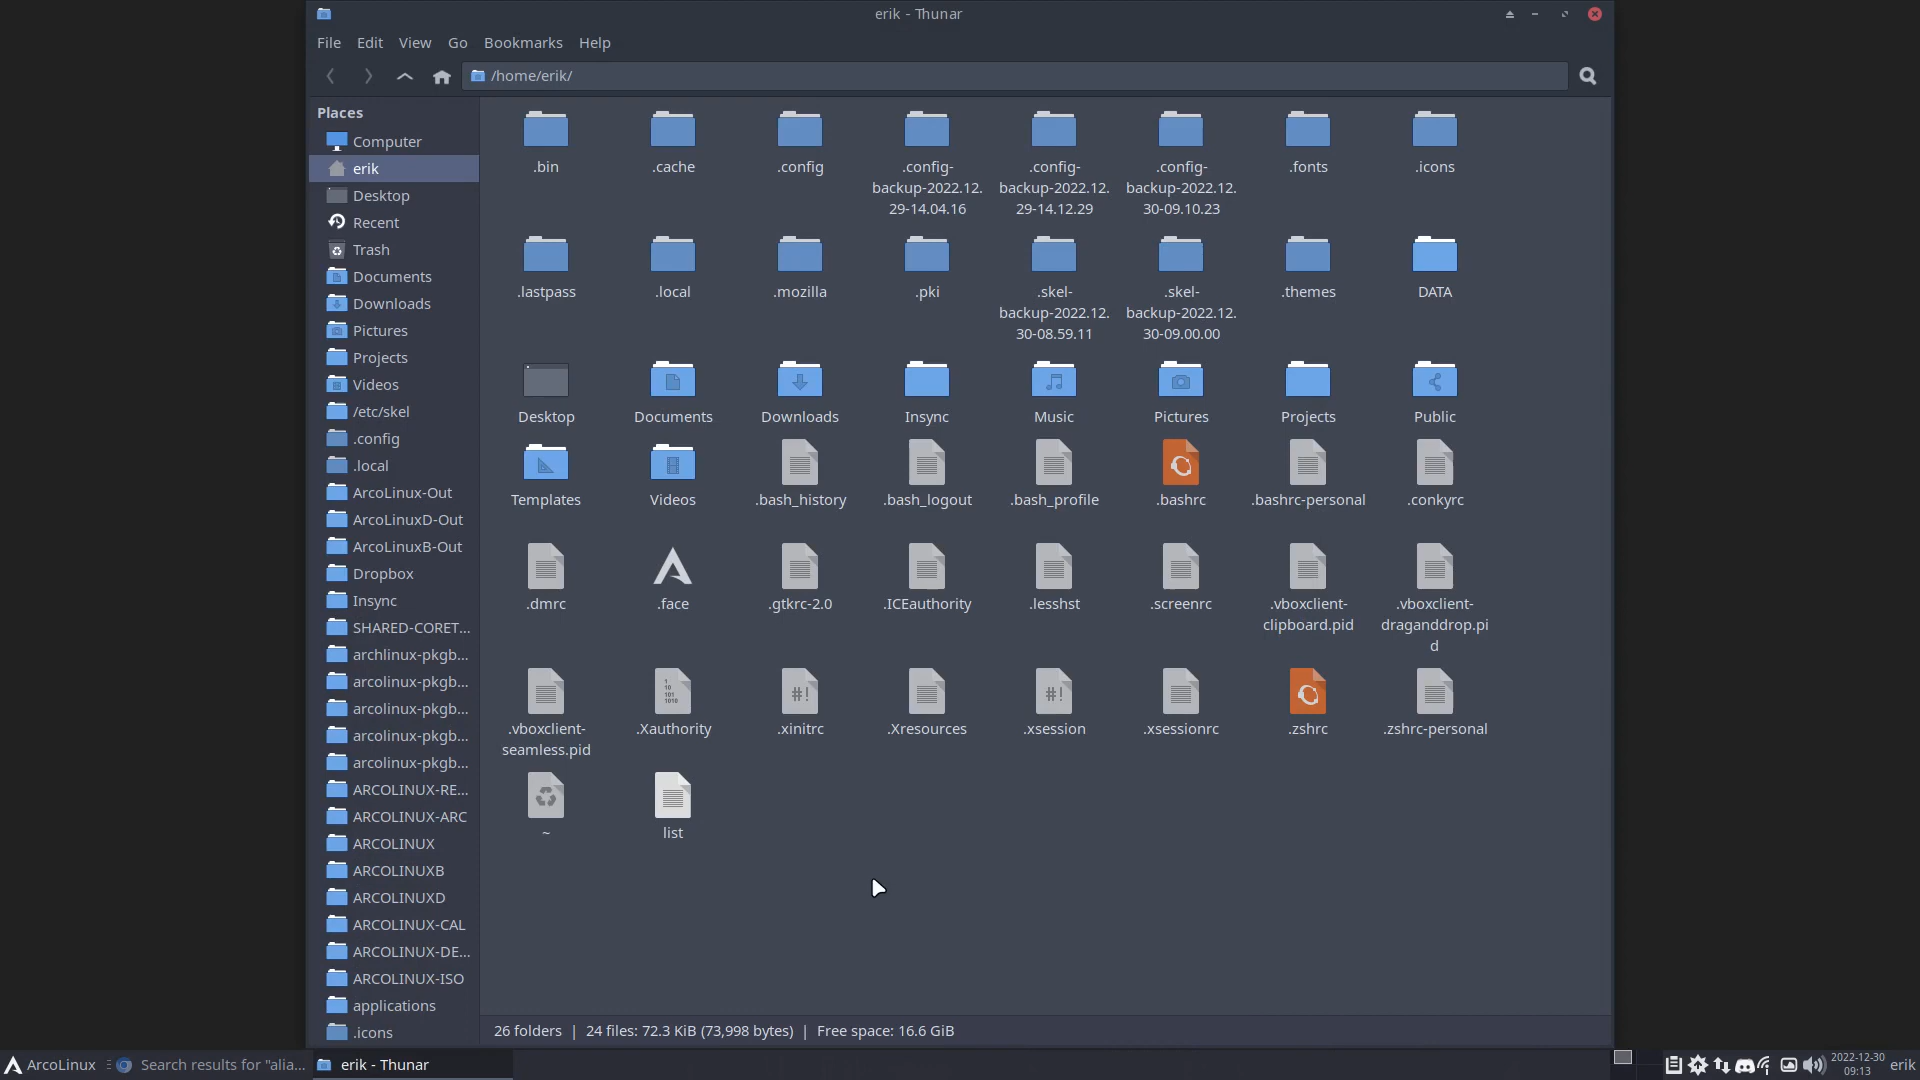 erik - Thunar
File Edit View Go Bookmarks Help
/home/erik/
Places
Computer
erik
Desktop
Recent
Trash
Documents
Downloads
Pictures
Projects
Videos
/etc/skel
.config
.local
ArcoLinux-Out
ArcoLinuxD-Out
ArcoLinuxB-Out
Dropbox
Insync
SHARED-CORET...
archlinux-pkgb...
arcolinux-pkgb...
arcolinux-pkgb...
arcolinux-pkgb...
arcolinux-pkgb...
ARCOLINUX-RE...
ARCOLINUX-ARC
ARCOLINUX
ARCOLINUXB
ARCOLINUXD
ARCOLINUX-CAL
ARCOLINUX-DE...
ARCOLINUX-ISO
applications
.icons
.bin .cache .config .config- .config- .config- .fonts .icons
backup-2022.12. backup-2022.12. backup-2022.12.
29-14.04.16 29-14.12.29 30-09.10.23
.lastpass .local .mozilla .pki .skel- .skel- .themes DATA
backup-2022.12. backup-2022.12.
30-08.59.11 30-09.00.00
Desktop Documents Downloads Insync Music Pictures Projects Public
Templates Videos .bash_history .bash_logout .bash_profile .bashrc .bashrc-personal .conkyrc
.dmrc .face .gtkrc-2.0 .ICEauthority .lesshst .screenrc .vboxclient- .vboxclient-
clipboard.pid draganddrop.pi
d
1
10
101
1010
#! #!
.vboxclient- .Xauthority .xinitrc .Xresources .xsession .xsessionrc .zshrc .zshrc-personal
seamless.pid
~ list
26 folders | 24 files: 72.3 KiB (73,998 bytes) | Free space: 16.6 GiB
ArcoLinux Search results for "alia... erik - Thunar 2022-12-30 erik
09:13